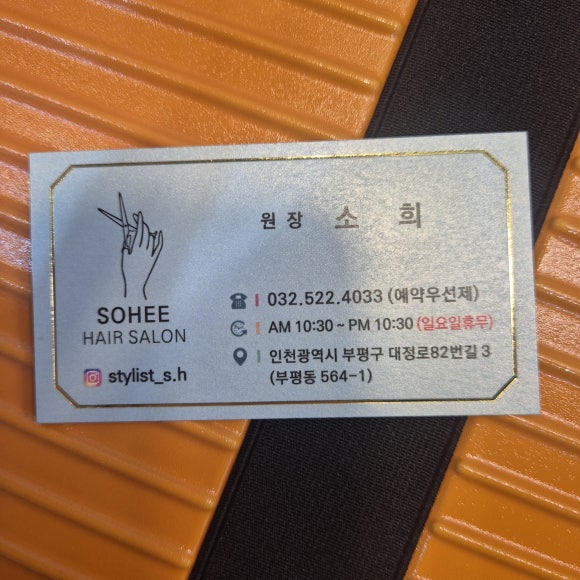 원장 소희
SOHEE
HAIR SALON
stylist_s.h
032.522.4033 (예약우선제)
AM 10:30 ~ PM 10:30 (일요일휴무)
인천광역시 부평구 대정로82번길 3
(부평동 564-1)